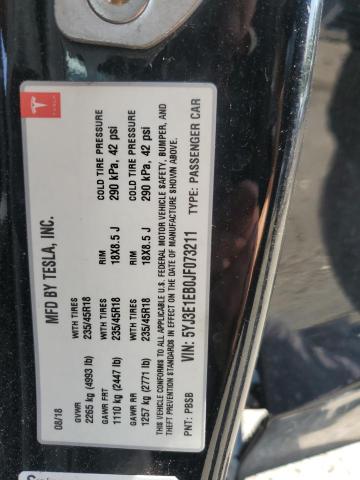 TESLA
MFD BY TESLA, INC.
08/18
GVWR WITH TIRES RIM COLD TIRE PRESSURE
2265 kg (4993 lb) 235/45R18 18X8.5 J 290 kPa, 42 psi
GAWR FRT WITH TIRES RIM COLD TIRE PRESSURE
1110 kg (2447 lb) 235/45R18 18X8.5 J 290 kPa, 42 psi
GAWR RR
1257 kg (2771 lb) 235/45R18
THIS VEHICLE CONFORMS TO ALL APPLICABLE U.S. FEDERAL MOTOR VEHICLE SAFETY, BUMPER, AND
THEFT PREVENTION STANDARDS IN EFFECT ON THE DATE OF MANUFACTURE SHOWN ABOVE.
VIN: 5YJ3E1EB0JF073211 TYPE: PASSENGER CAR
PNT: PBSB